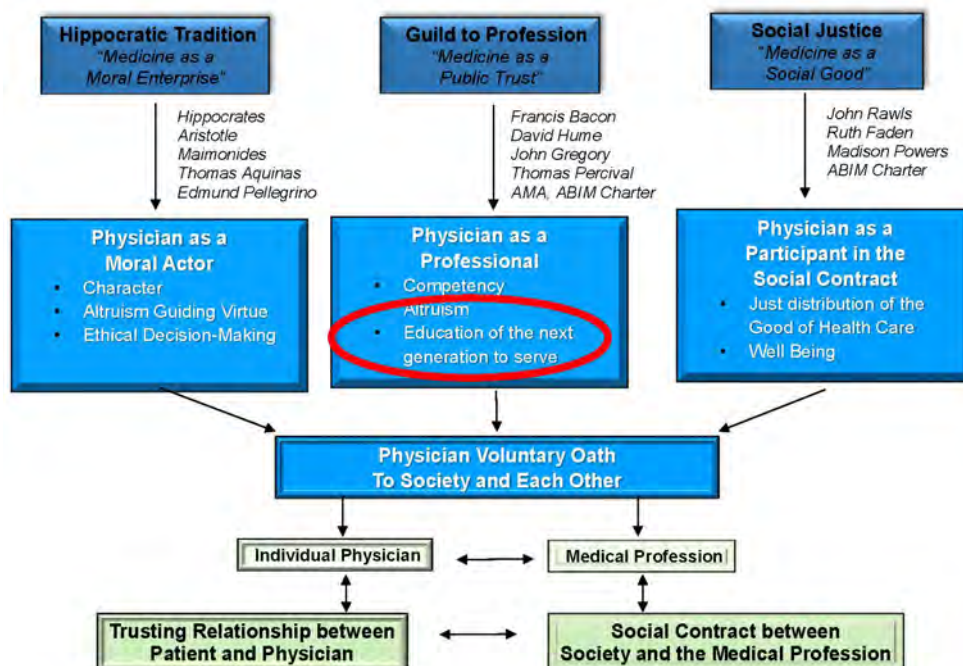 Hippocratic Tradition
"Medicine as a
Moral Enterprise"
Guild to Profession
"Medicine as a
Public Trust"
Social Justice
"Medicine as a
Social Good"
Hippocrates
Aristotle
Maimonides
Thomas Aquinas
Edmund Pellegrino
Francis Bacon
David Hume
John Gregory
Thomas Percival
AMA, ABIM Charter
John Rawls
Ruth Faden
Madison Powers
ABIM Charter
Physician as a
Moral Actor
▪ Character
▪ Altruism Guiding Virtue
▪ Ethical Decision-Making
Physician as a
Professional
▪ Competency
▪ Altruism
▪ Education of the next
generation to serve
Physician as a
Participant in the
Social Contract
▪ Just distribution of the
Good of Health Care
▪ Well Being
Physician Voluntary Oath
To Society and Each Other
Individual Physician
Medical Profession
Trusting Relationship between
Patient and Physician
Social Contract between
Society and the Medical Profession